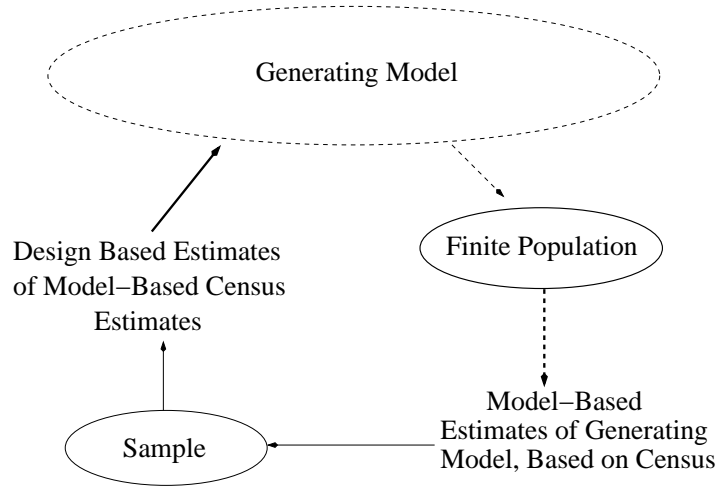 Generating Model
Finite Population
Design Based Estimates
of Model−Based Census
Estimates
Model−Based
Estimates of Generating
Model, Based on Census
Sample